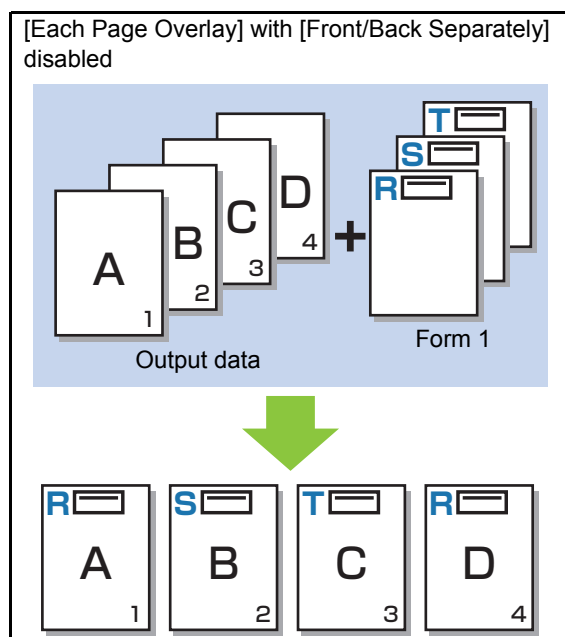 [Each Page Overlay] with [Front/Back Separately]
disabled
A
1
B
2
C
3
D
4
+
R
S
T
Output data
Form 1
R
A
1
S
B
2
T
C
3
R
D
4